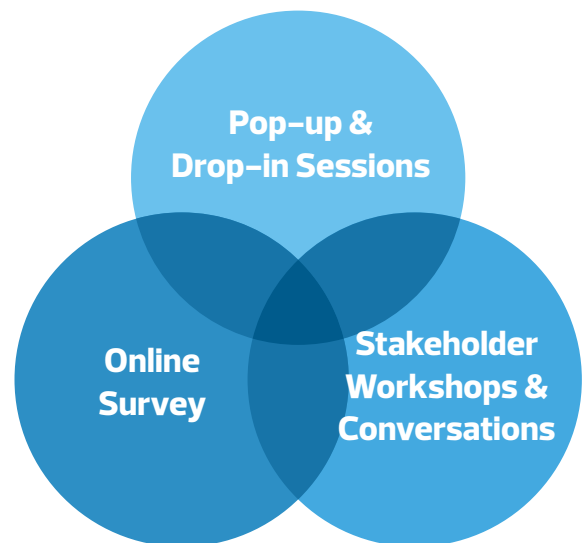 Pop-up &
Drop-in Sessions
Online
Survey
Stakeholder
Workshops &
Conversations